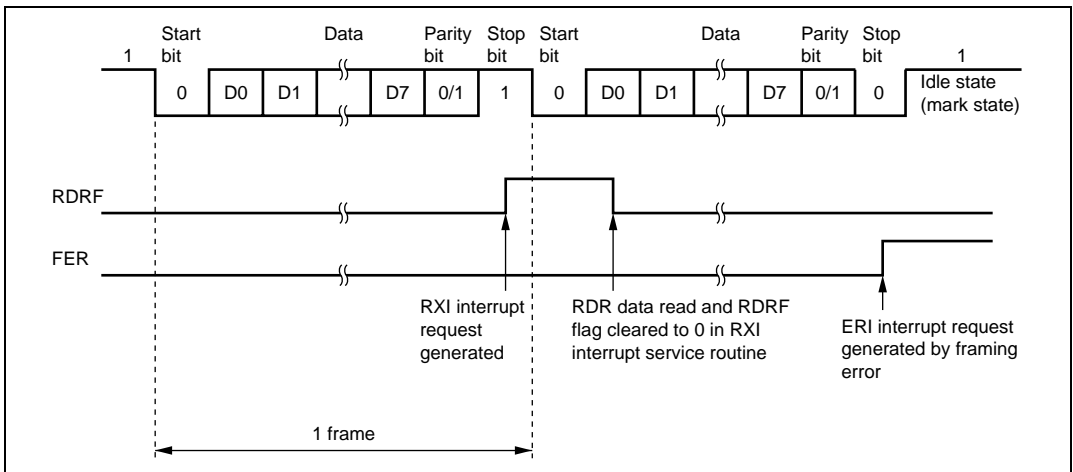 Start bit Data Parity bit Stop bit Start bit Data Parity bit Stop bit
1 0 D0 D1 D7 0/1 1 0 D0 D1 D7 0/1 0 1
Idle state
(mark state)
RDRF
FER
RXI interrupt
request
generated
RDR data read and RDRF
flag cleared to 0 in RXI
interrupt service routine
ERI interrupt request
generated by framing
error
1 frame